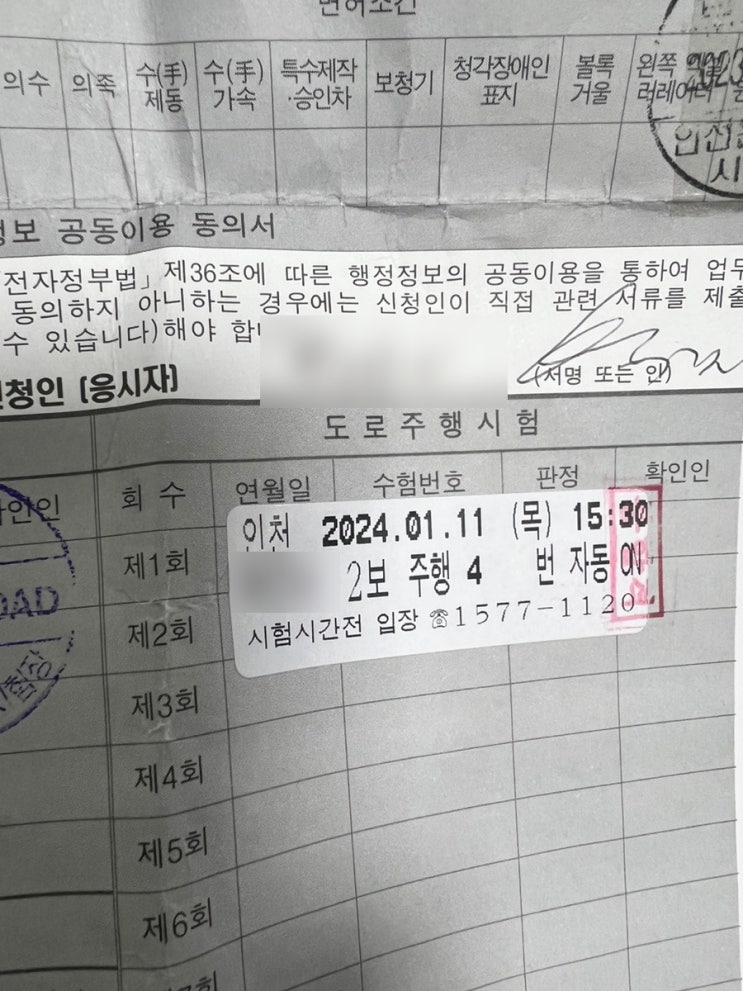 면허조건
의수 의족 수(手) 제동 수(手) 가속 특수제작 ·승인차 보청기 청각장애인 표지 볼록 거울 왼쪽
2023
공동이용 동의서
전자정부법」 제36조에 따른 행정정보의 공동이용을 통하여 업무
동의하지 아니하는 경우에는 신청인이 직접 관련 서류를 제출
수 있습니다)해야 합니
신청인 (응시자)
(서명 또는 인)
도로주행시험
확인인 회 수 연월일 수험번호 판정 확인인
인천 2024.01.11 (목) 15:30
제1회
2보 주행 4 번 자동 ON
제2회
시험시간전 입장 ☏1577-1120
OAD
험장
제3회
제4회
제5회
제6회